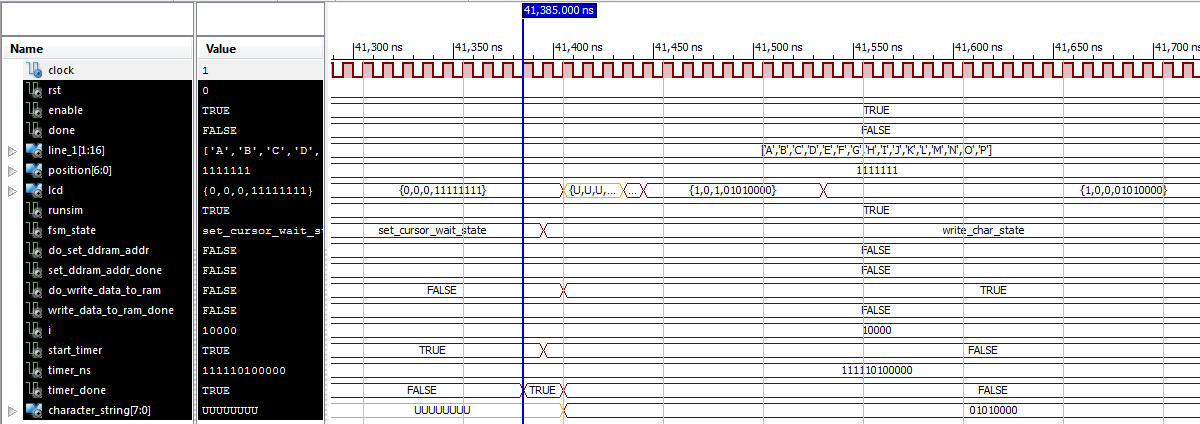 41,385.000 ns
41,300 ns 41,350 ns 41,400 ns 41,450 ns 41,500 ns 41,550 ns 41,600 ns 41,650 ns 41,700 ns
Name Value
clock 1
rst 0
enable TRUE TRUE
done FALSE FALSE
line_1[1:16] ['A','B','C','D', ['A','B','C','D','E','F','G','H','I','J','K','L','M','N','O','P']
position[6:0] 1111111 1111111
lcd {0,0,0,11111111} {0,0,0,11111111} {U,U,U,... ... {1,0,1,01010000} {1,0,0,01010000}
runsim TRUE TRUE
fsm_state set_cursor_wait_s set_cursor_wait_state write_char_state
do_set_ddram_addr FALSE FALSE
set_ddram_addr_done FALSE FALSE
do_write_data_to_ram FALSE FALSE TRUE
write_data_to_ram_done FALSE FALSE
i 10000 10000
start_timer TRUE TRUE FALSE
timer_ns 111110100000 111110100000
timer_done TRUE FALSE TRUE FALSE
character_string[7:0] UUUUUUUU UUUUUUUU 01010000